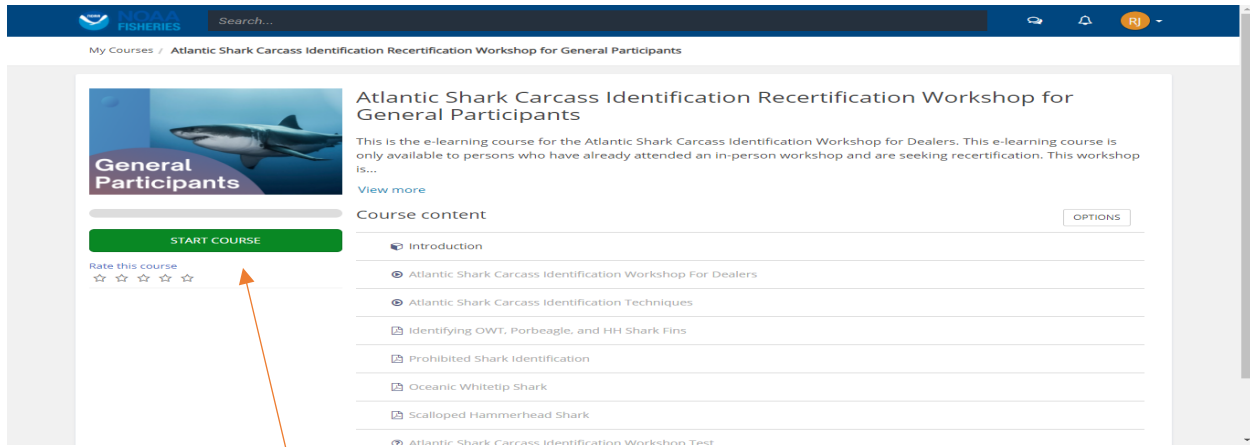 NOAA
FISHERIES
Search...
RJ
My Courses / Atlantic Shark Carcass Identification Recertification Workshop for General Participants
General
Participants
START COURSE
Rate this course
Atlantic Shark Carcass Identification Recertification Workshop for
General Participants
This is the e-learning course for the Atlantic Shark Carcass Identification Workshop for Dealers. This e-learning course is
only available to persons who have already attended an in-person workshop and are seeking recertification. This workshop
is...
View more
Course content
OPTIONS
Introduction
Atlantic Shark Carcass Identification Workshop For Dealers
Atlantic Shark Carcass Identification Techniques
Identifying OWT, Porbeagle, and HH Shark Fins
Prohibited Shark Identification
Oceanic Whitetip Shark
Scalloped Hammerhead Shark
Atlantic Shark Carcass Identification Workshop Test